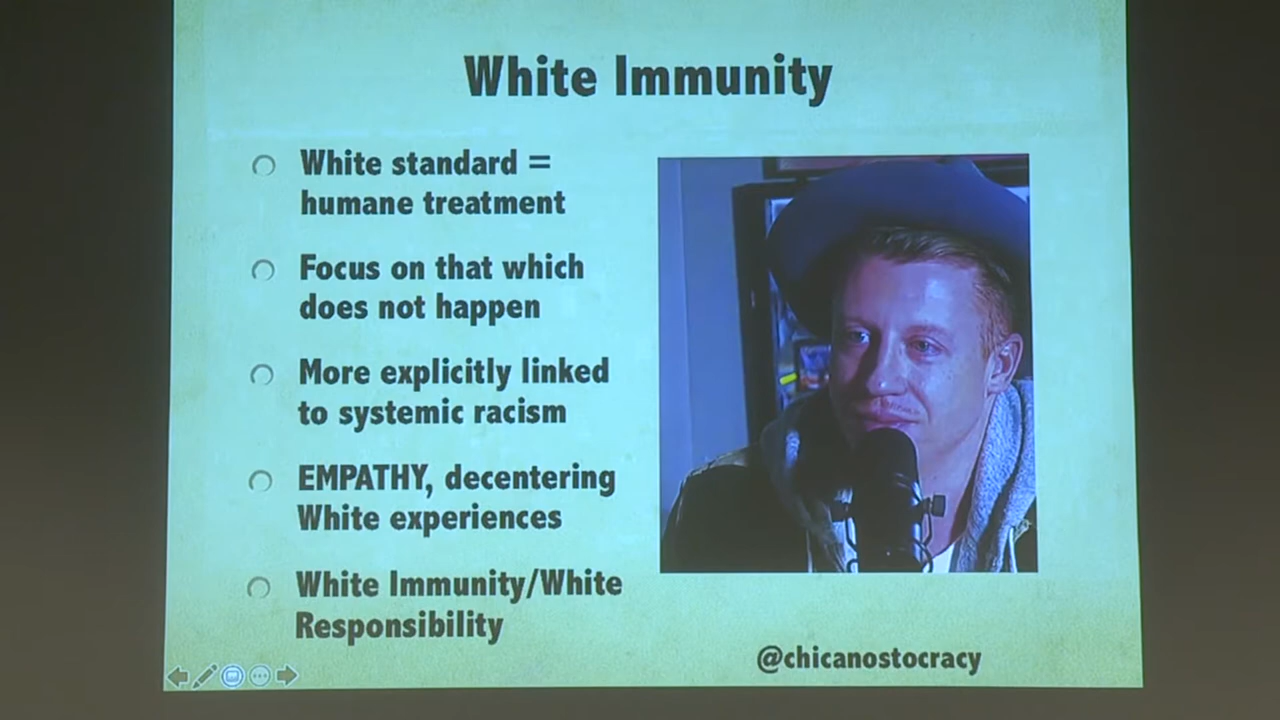 White Immunity
White standard =
humane treatment
Focus on that which
does not happen
More explicitly linked
to systemic racism
EMPATHY, decentering
White experiences
White Immunity/White
Responsibility
@chicanostocracy